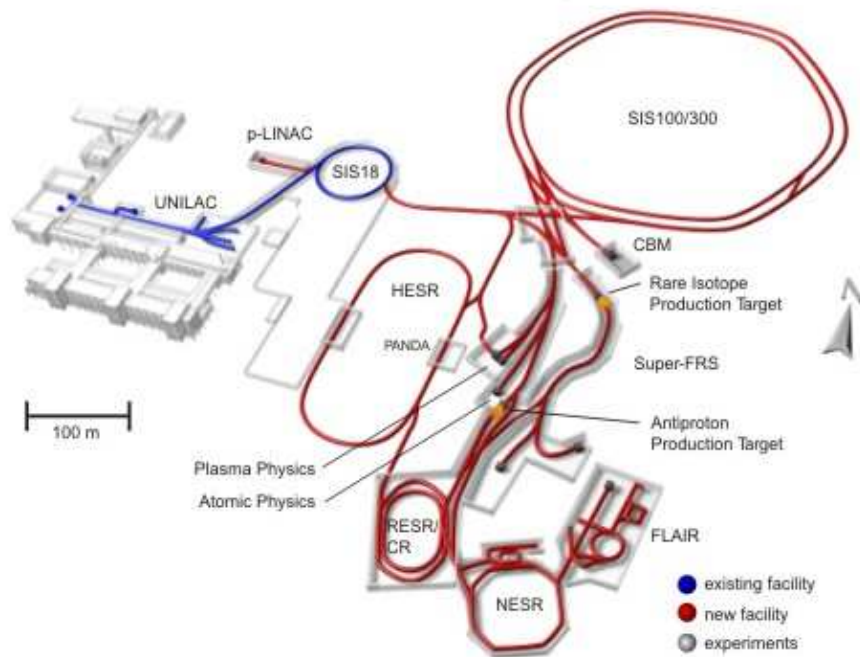 SIS100/300
p-LINAC
SIS18
UNILAC
CBM
HESR
Rare Isotope
Production Target
PANDA
Super-FRS
100 m
Antiproton
Production Target
Plasma Physics
Atomic Physics
RESR/
CR
FLAIR
NESR
existing facility
new facility
experiments